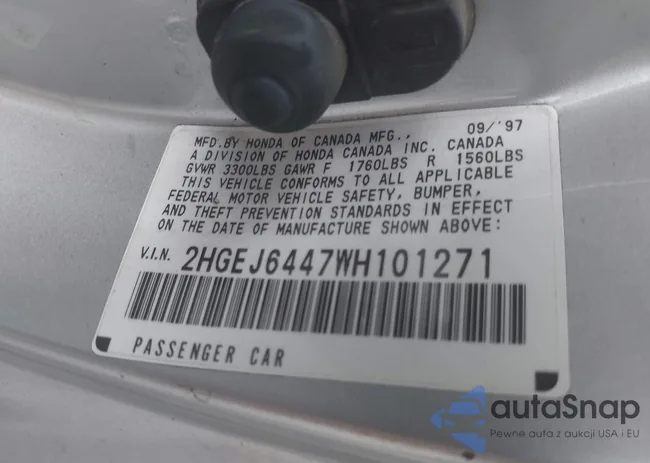 09/'97
MFD.BY HONDA OF CANADA MFG.,
A DIVISION OF HONDA CANADA INC. CANADA
GVWR 3300LBS GAWR F 1760LBS R 1560LBS
THIS VEHICLE CONFORMS TO ALL APPLICABLE
FEDERAL MOTOR VEHICLE SAFETY, BUMPER,
AND THEFT PREVENTION STANDARDS IN EFFECT
ON THE DATE OF MANUFACTURE SHOWN ABOVE:
V.I.N. 2HGEJ6447WH101271
PASSENGER CAR
autaSnap
Pewne auta z aukcji USA i EU